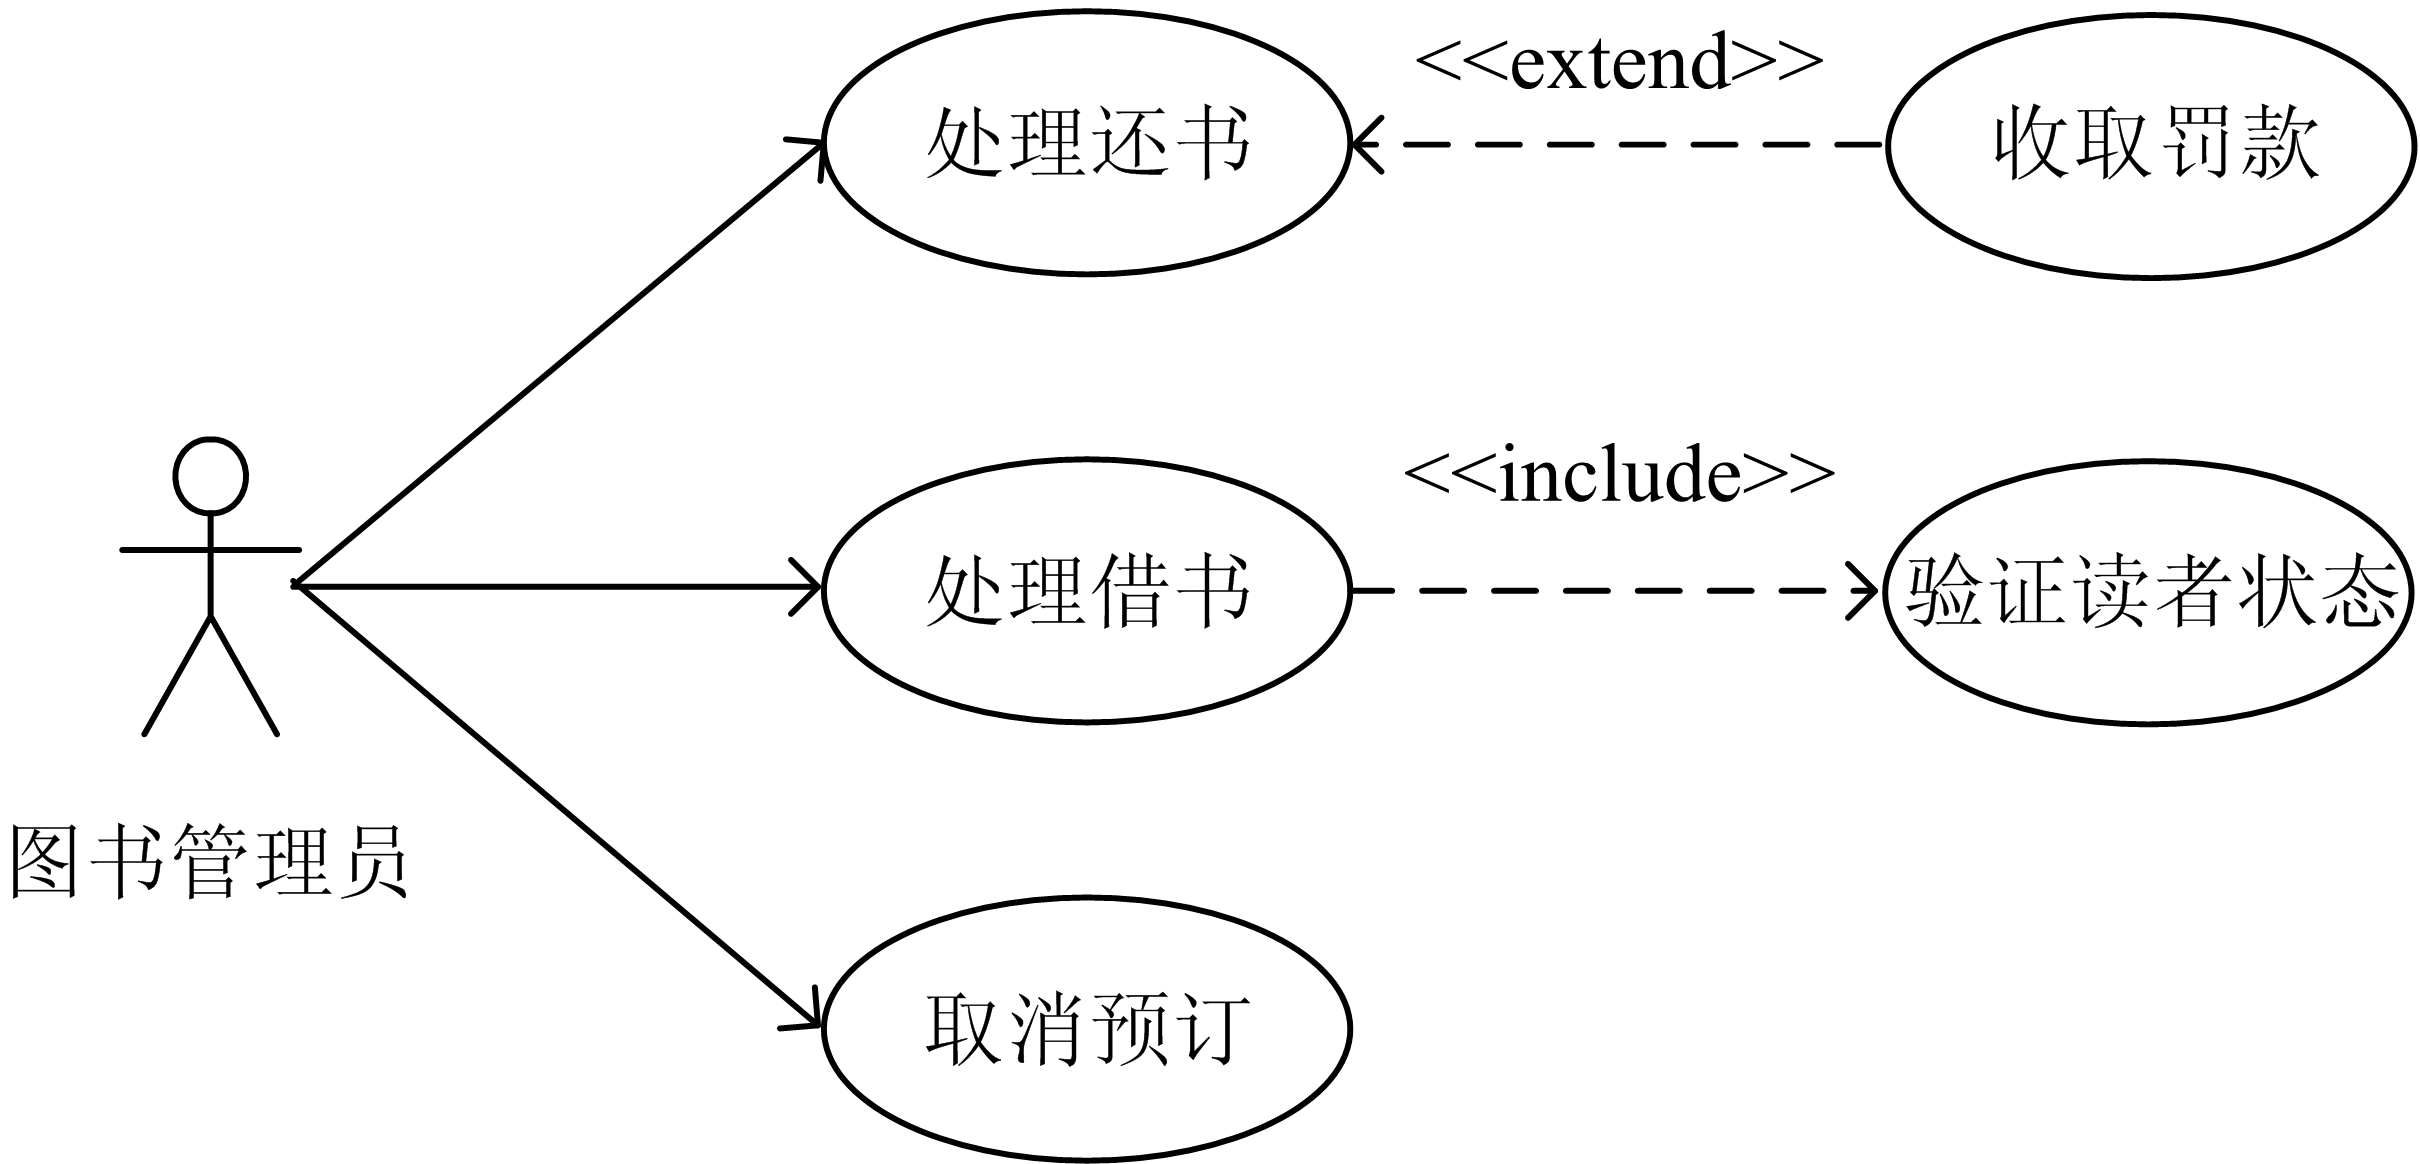 处理还书
<<extend>>
收取罚款
图书管理员
处理借书
<<include>>
验证读者状态
取消预订